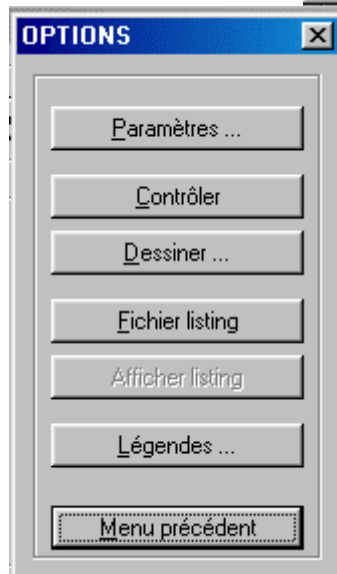 OPTIONS
Paramètres ...
Contrôler
Dessiner ...
Fichier listing
Afficher listing
Légendes ...
Menu précédent